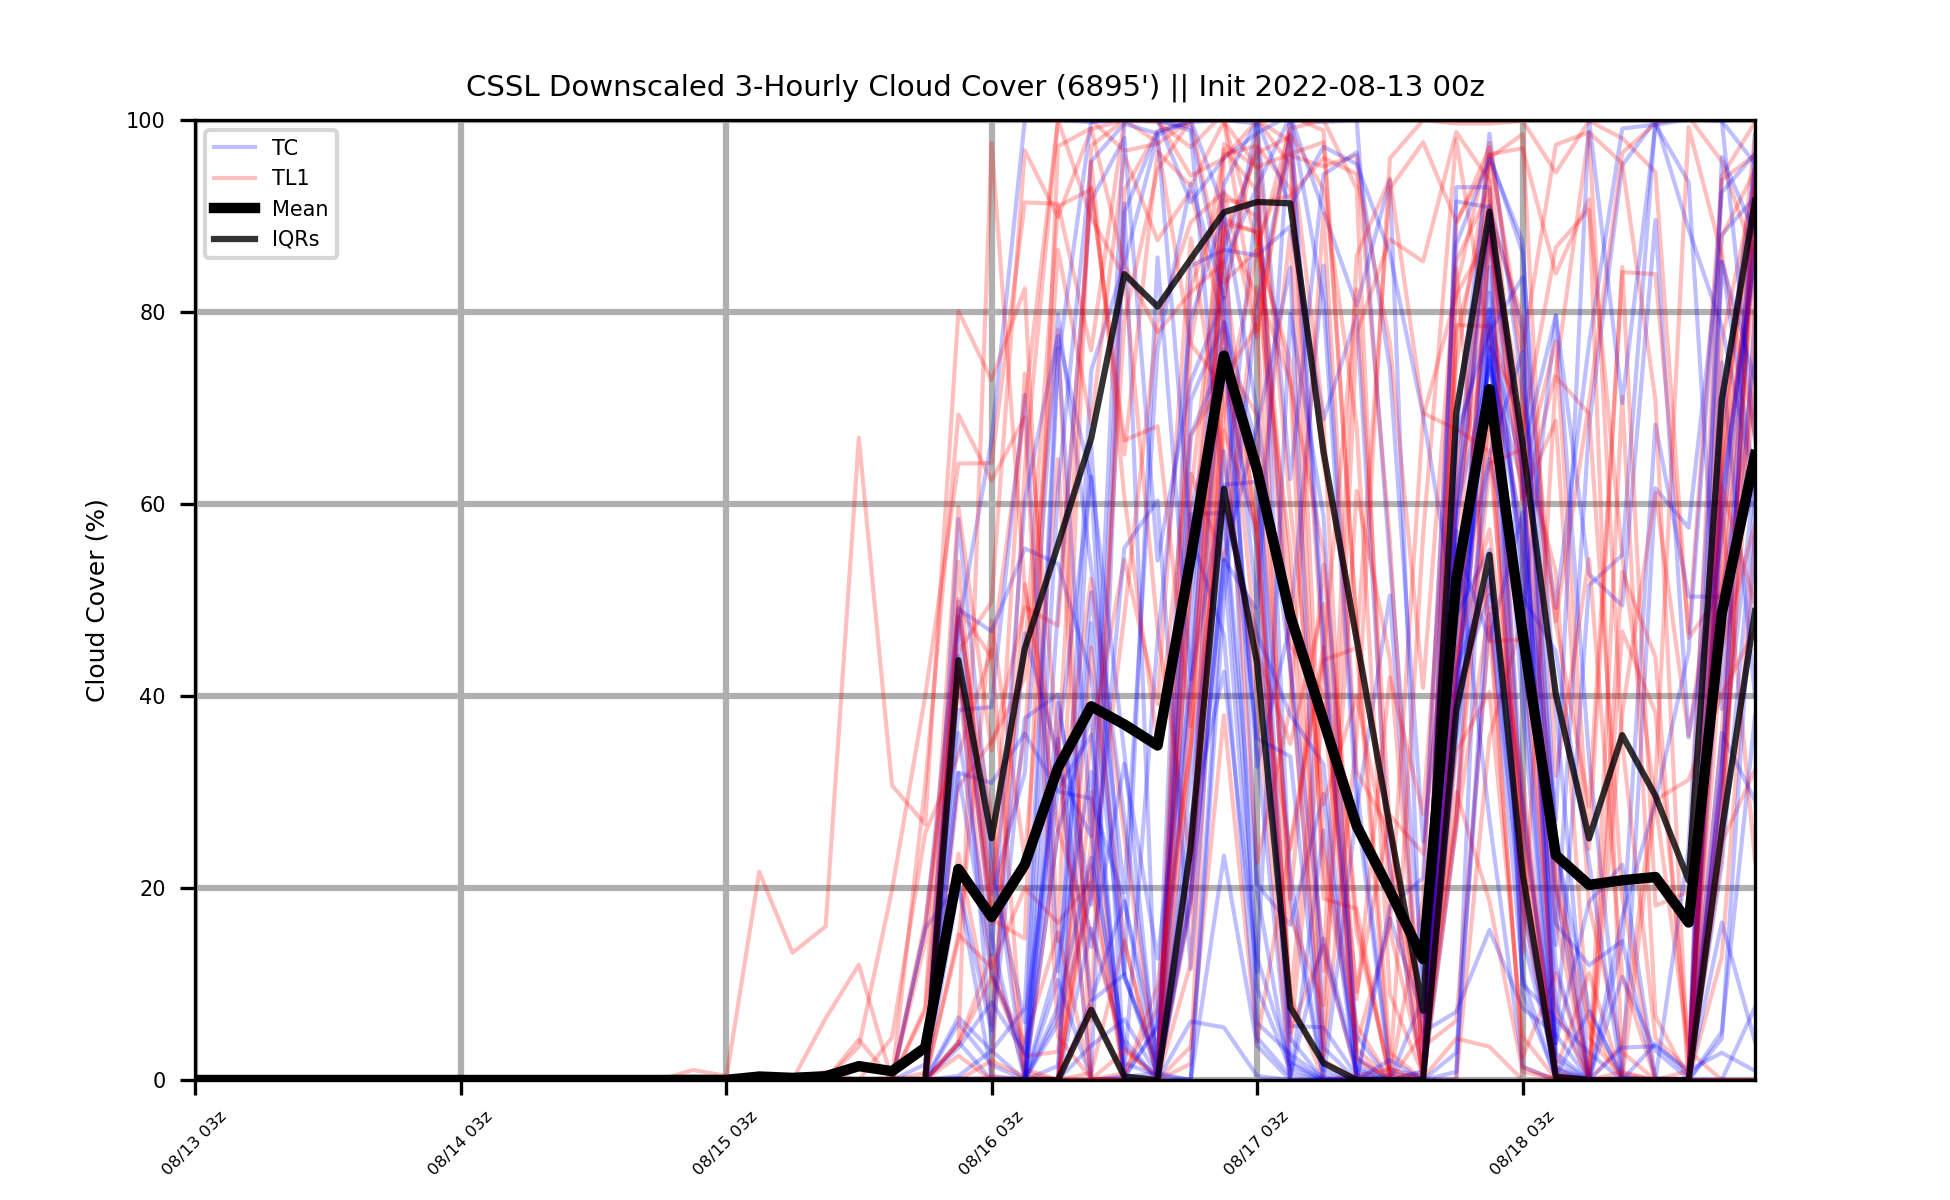 CSSL Downscaled 3-Hourly Cloud Cover (6895') || Init 2022-08-13 00z
TC
TL1
Mean
IQRs
Cloud Cover (%)
100
80
60
40
20
0
08/13 03z
08/14 03z
08/15 03z
08/16 03z
08/17 03z
08/18 03z